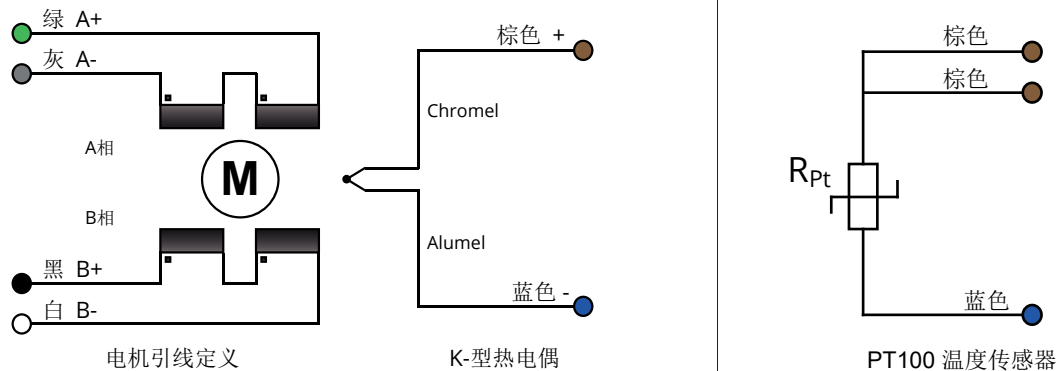 绿 A+
灰 A-
A相
M
B相
黑 B+
白 B-
电机引线定义
棕色 +
Chromel
Alumel
蓝色 -
K-型热电偶
棕色
棕色
RPt
蓝色
PT100 温度传感器